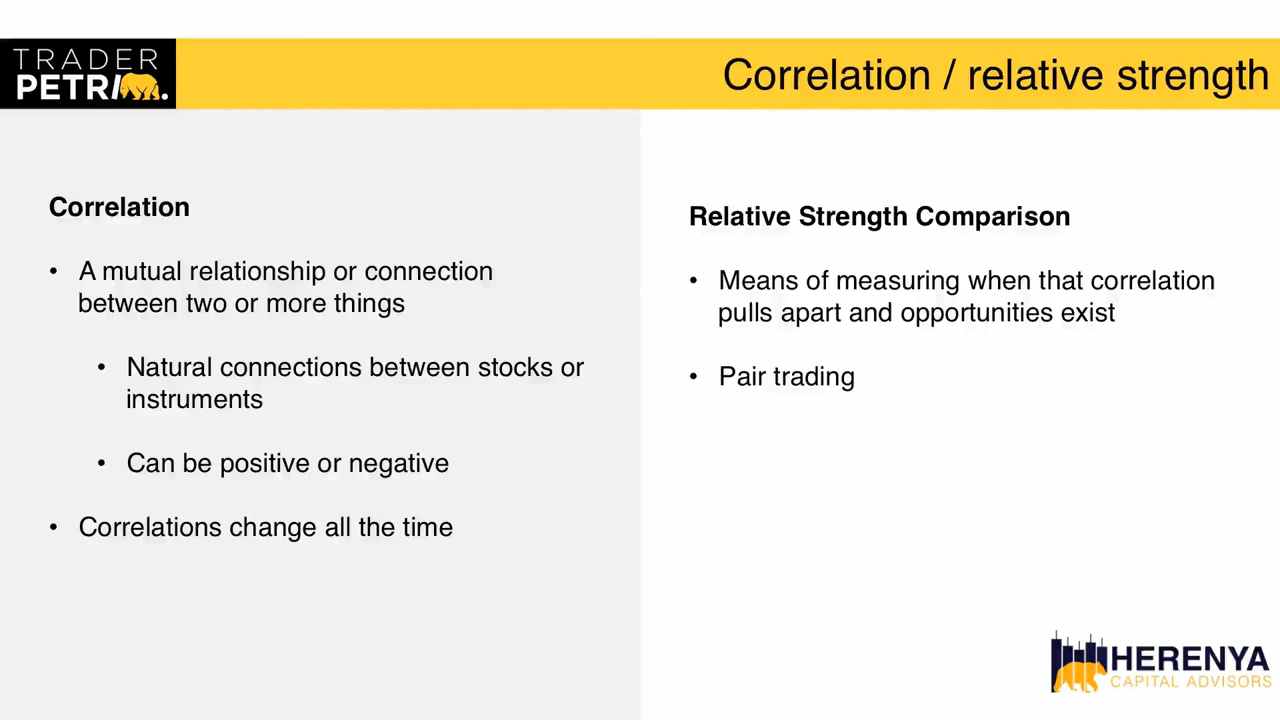 TRADER
PETRI.
Correlation / relative strength
Correlation
• A mutual relationship or connection
between two or more things
• Natural connections between stocks or
instruments
• Can be positive or negative
• Correlations change all the time
Relative Strength Comparison
• Means of measuring when that correlation
pulls apart and opportunities exist
• Pair trading
HERENYA
CAPITAL ADVISORS